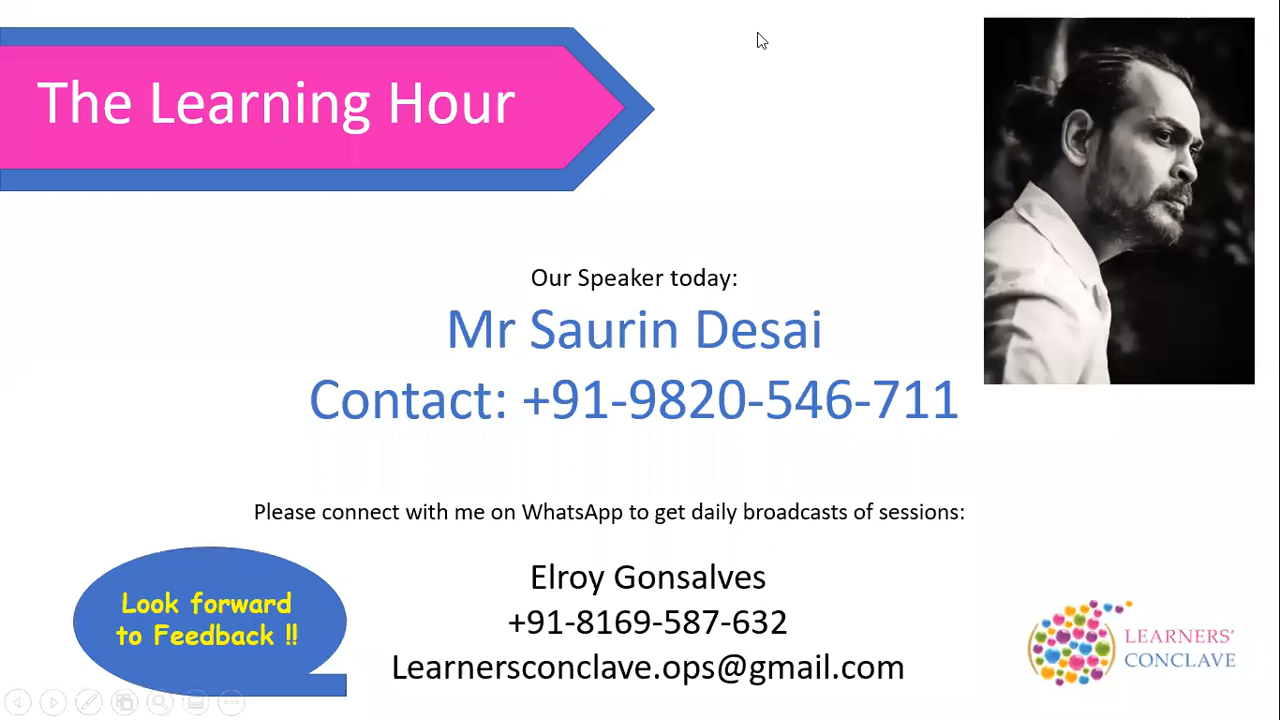 The Learning Hour
Our Speaker today:
Mr Saurin Desai
Contact: +91-9820-546-711
Please connect with me on WhatsApp to get daily broadcasts of sessions:
Look forward
to Feedback !!
Elroy Gonsalves
+91-8169-587-632
Learnersconclave.ops@gmail.com
LEARNERS'
CONCLAVE